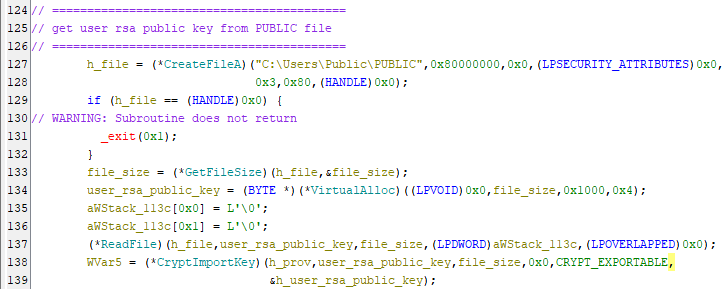 124 // =========================================
125 // get user rsa public key from PUBLIC file
126 // =========================================
127 h_file = (*CreateFileA)("C:\Users\Public\PUBLIC",0x80000000,0x0,(LPSECURITY_ATTRIBUTES)0x0,
128 0x3,0x80,(HANDLE)0x0);
129 if (h_file == (HANDLE)0x0) {
130 // WARNING: Subroutine does not return
131 _exit(0x1);
132 }
133 file_size = (*GetFileSize)(h_file,&file_size);
134 user_rsa_public_key = (BYTE *)(*VirtualAlloc)((LPVOID)0x0,file_size,0x1000,0x4);
135 aWStack_113c[0x0] = L'\0';
136 aWStack_113c[0x1] = L'\0';
137 (*ReadFile)(h_file,user_rsa_public_key,file_size,(LPDWORD)aWStack_113c,(LPOVERLAPPED)0x0);
138 WVar5 = (*CryptImportKey)(h_prov,user_rsa_public_key,file_size,0x0,CRYPT_EXPORTABLE,
139 &h_user_rsa_public_key);